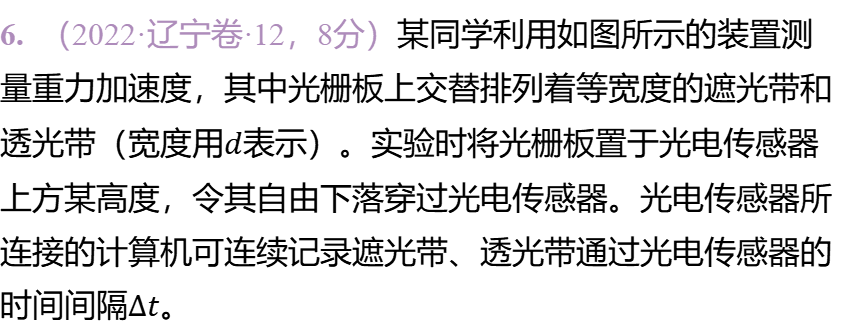 6. （2022·辽宁卷·12，8分）某同学利用如图所示的装置测
量重力加速度，其中光栅板上交替排列着等宽度的遮光带和
透光带（宽度用d表示）。实验时将光栅板置于光电传感器
上方某高度，令其自由下落穿过光电传感器。光电传感器所
连接的计算机可连续记录遮光带、透光带通过光电传感器的
时间间隔Δt。